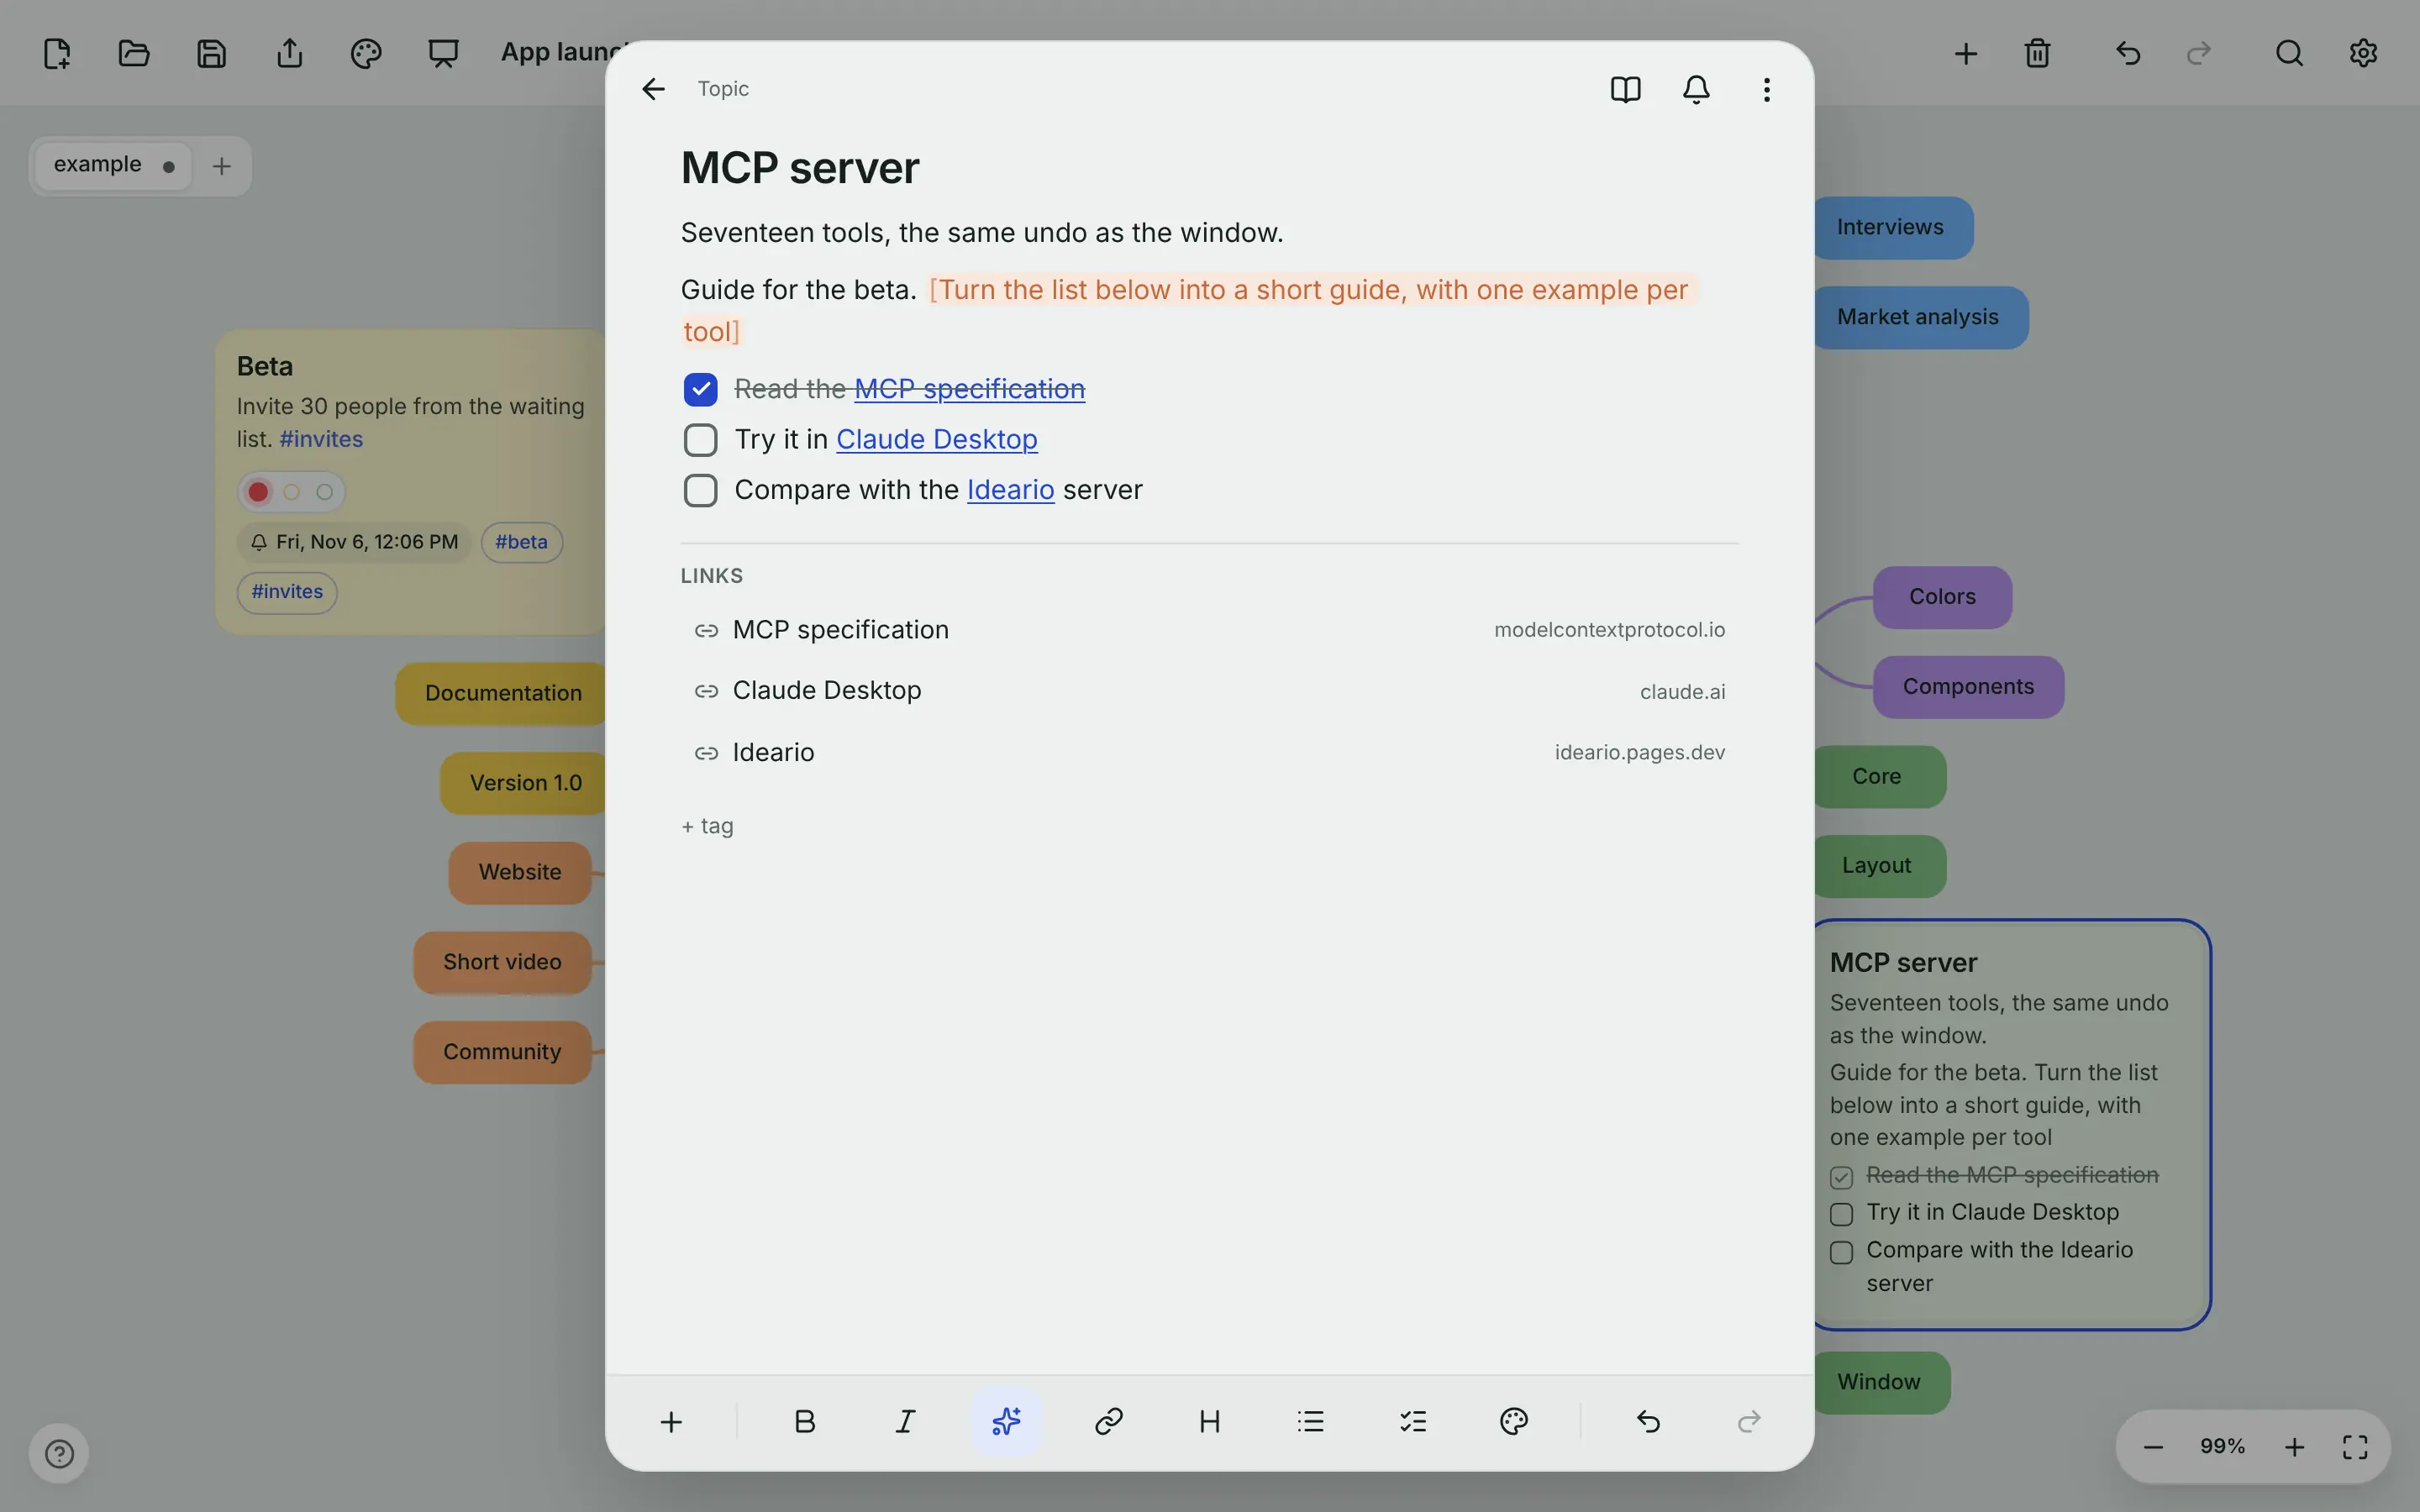 App launc
example
Topic
MCP server
Seventeen tools, the same undo as the window.
Guide for the beta. [Turn the list below into a short guide, with one example per
tool]
Read the MCP specification
Try it in Claude Desktop
Compare with the Ideario server
LINKS
MCP specification modelcontextprotocol.io
Claude Desktop claude.ai
Ideario ideario.pages.dev
+ tag
B I H
Beta
Invite 30 people from the waiting
list. #invites
Fri, Nov 6, 12:06 PM #beta
#invites
Documentation
Version 1.0
Website
Short video
Community
Interviews
Market analysis
Colors
Components
Core
Layout
MCP server
Seventeen tools, the same undo
as the window.
Guide for the beta. Turn the list
below into a short guide, with
one example per tool
Read the MCP specification
Try it in Claude Desktop
Compare with the Ideario
server
Window
99%